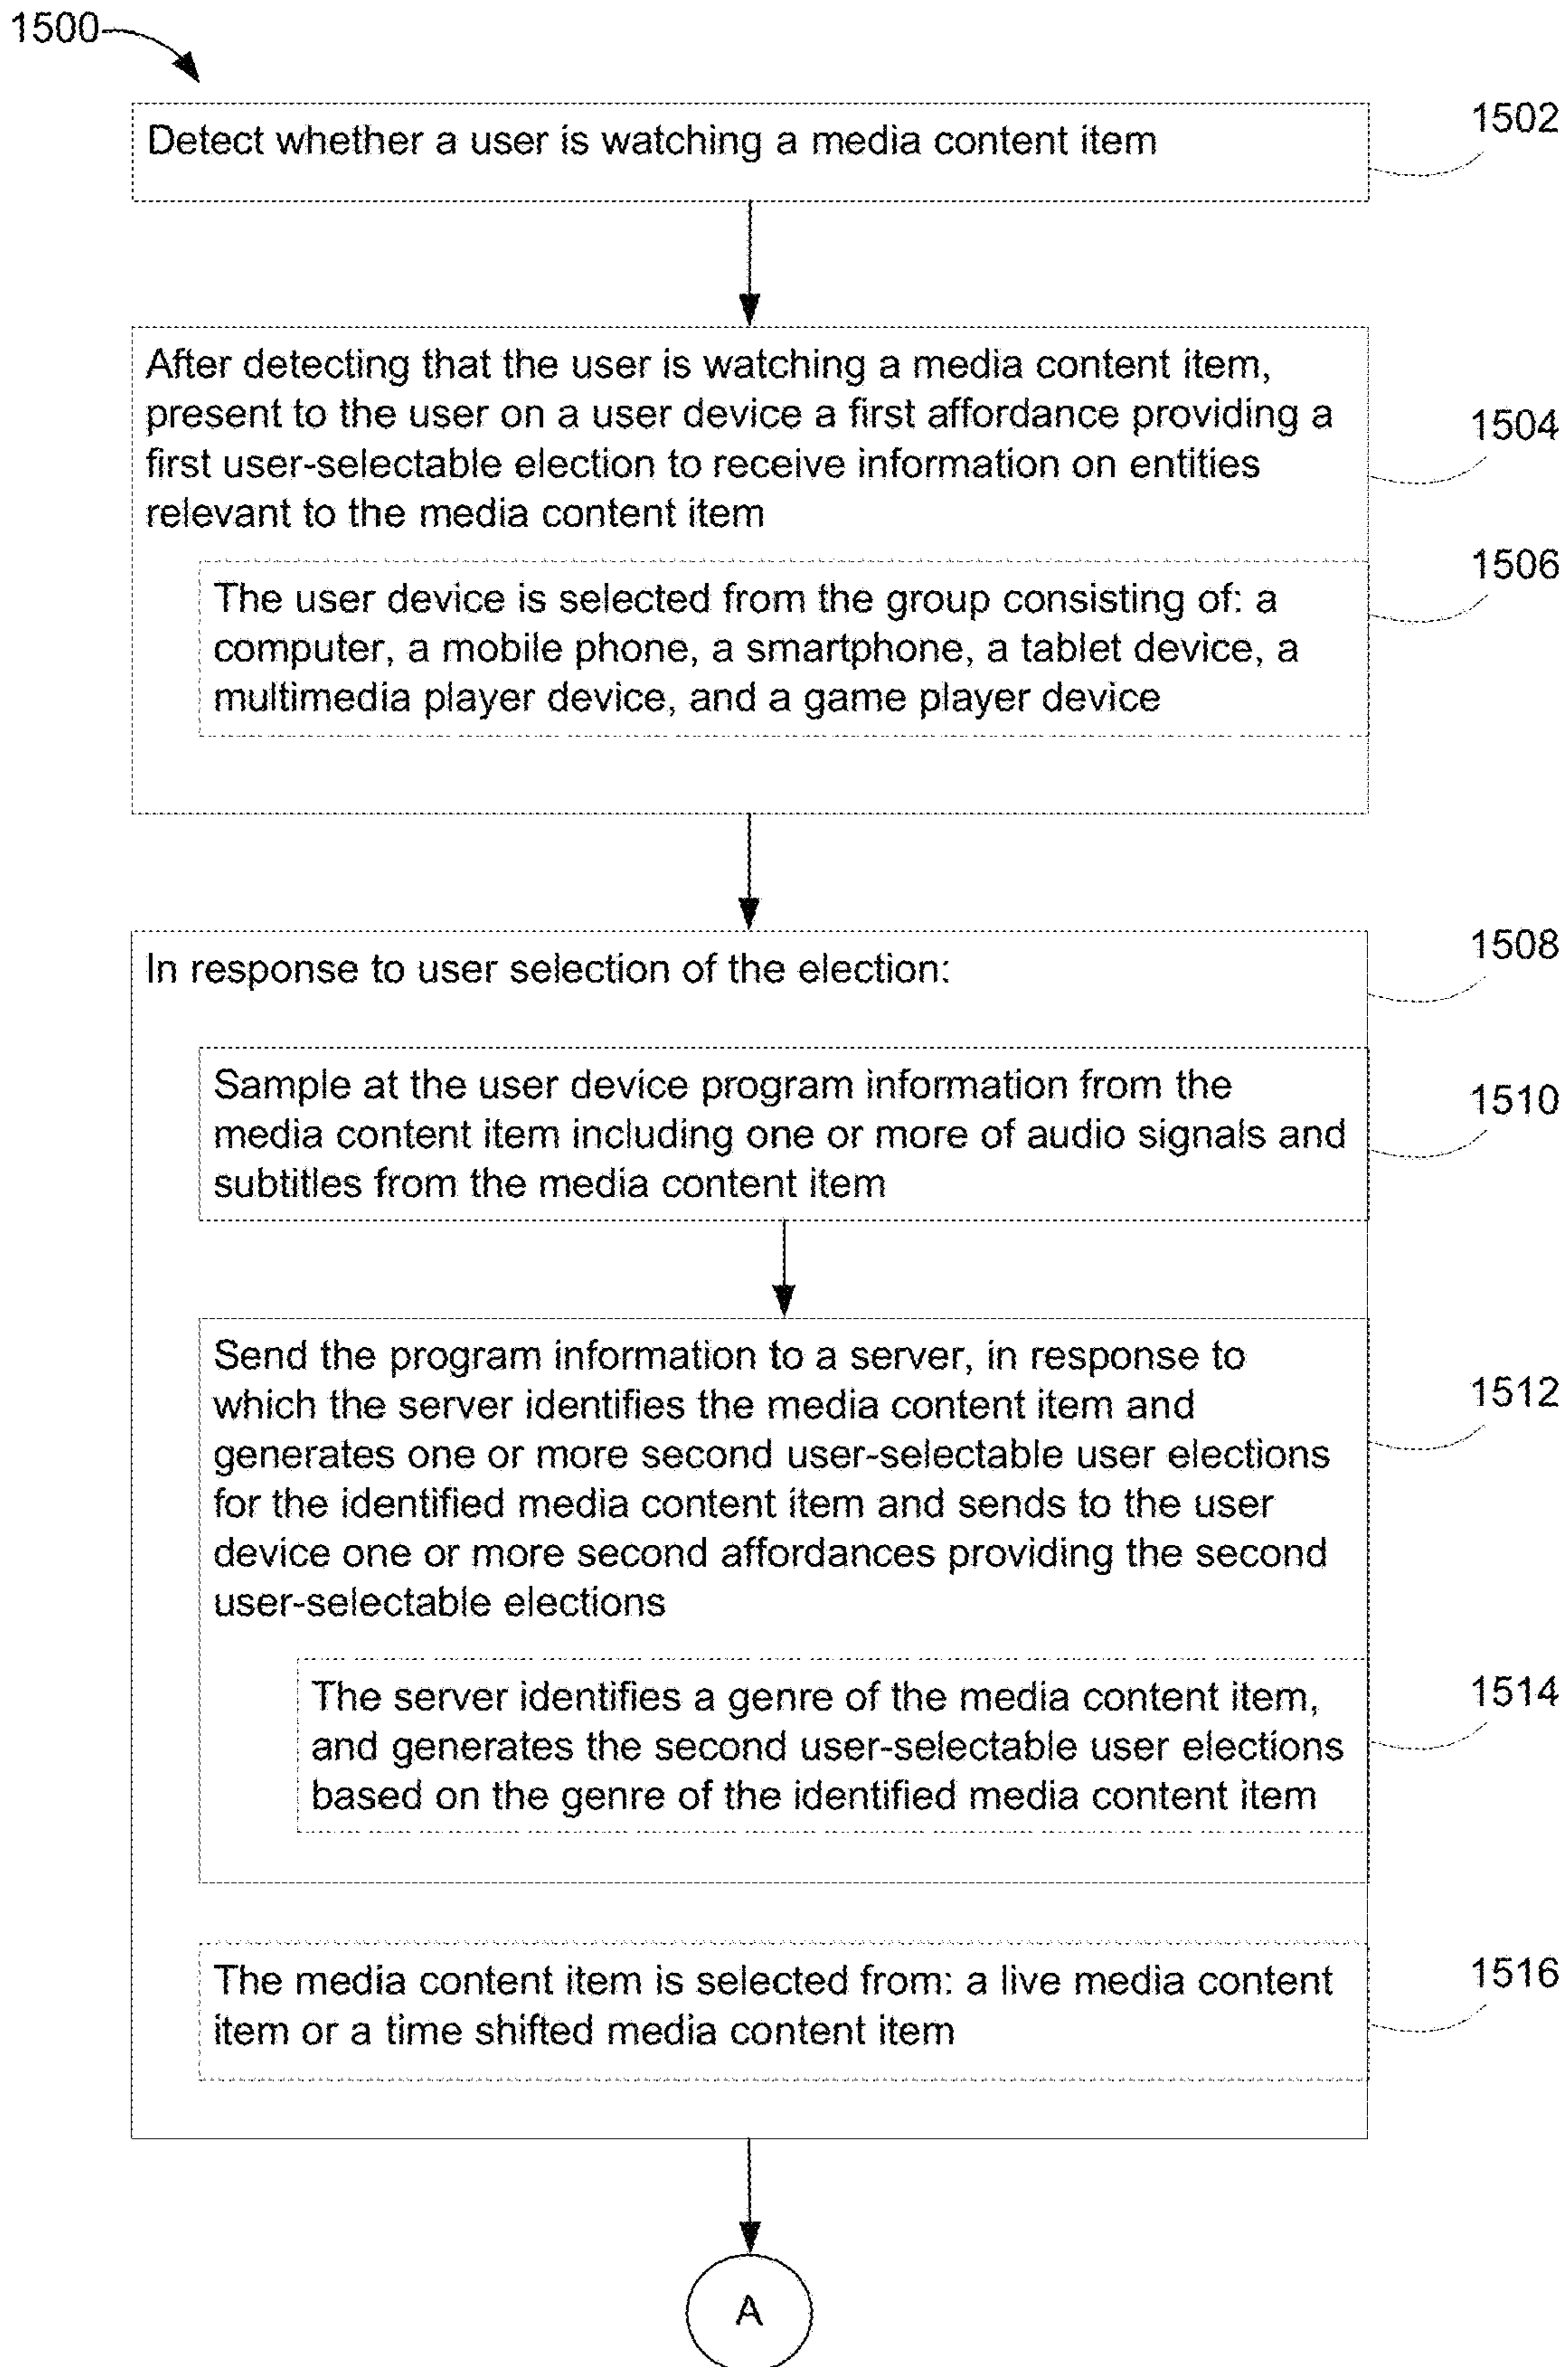 1500
Detect whether a user is watching a media content item
1502
After detecting that the user is watching a media content item,
present to the user on a user device a first affordance providing a
first user-selectable election to receive information on entities
relevant to the media content item
1504
The user device is selected from the group consisting of: a
computer, a mobile phone, a smartphone, a tablet device, a
multimedia player device, and a game player device
1506
In response to user selection of the election:
1508
Sample at the user device program information from the
media content item including one or more of audio signals and
subtitles from the media content item
1510
Send the program information to a server, in response to
which the server identifies the media content item and
generates one or more second user-selectable user elections
for the identified media content item and sends to the user
device one or more second affordances providing the second
user-selectable elections
1512
The server identifies a genre of the media content item,
and generates the second user-selectable user elections
based on the genre of the identified media content item
1514
The media content item is selected from: a live media content
item or a time shifted media content item
1516
A